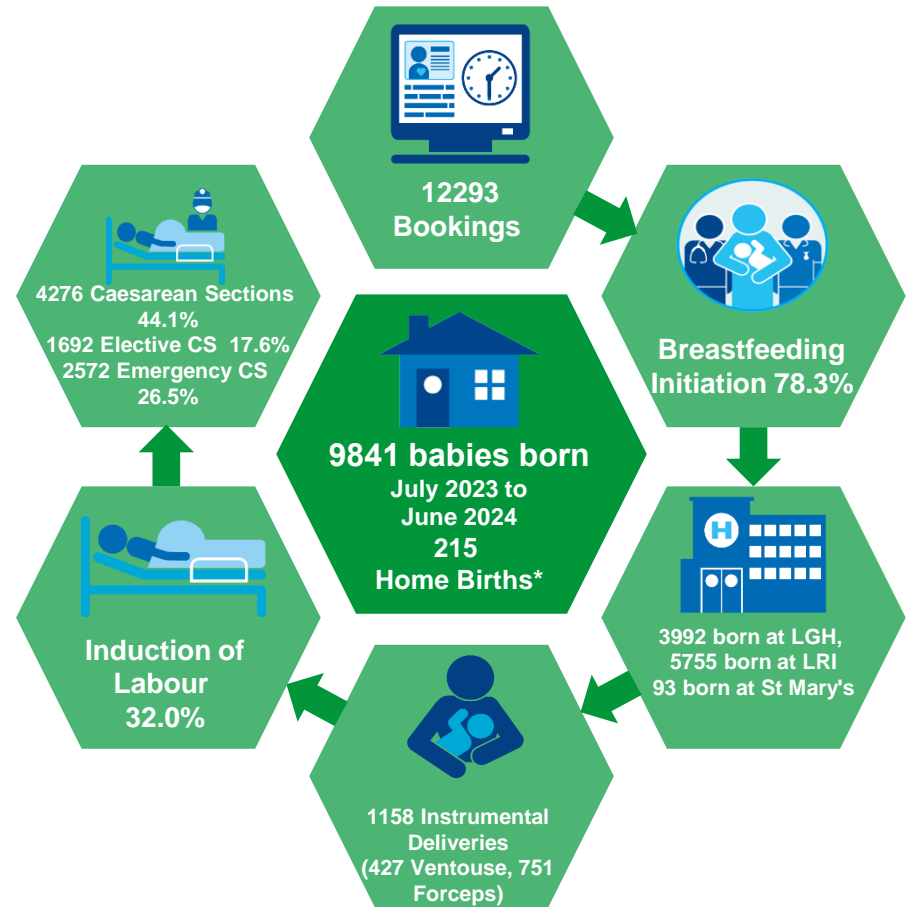 12293
Bookings
Breastfeeding
Initiation 78.3%
3992 born at LGH,
5755 born at LRI
93 born at St Mary's
1158 Instrumental
Deliveries
(427 Ventouse, 751
Forceps)
Induction of
Labour
32.0%
4276 Caesarean Sections
44.1%
1692 Elective CS 17.6%
2572 Emergency CS
26.5%
9841 babies born
July 2023 to
June 2024
215
Home Births*
H